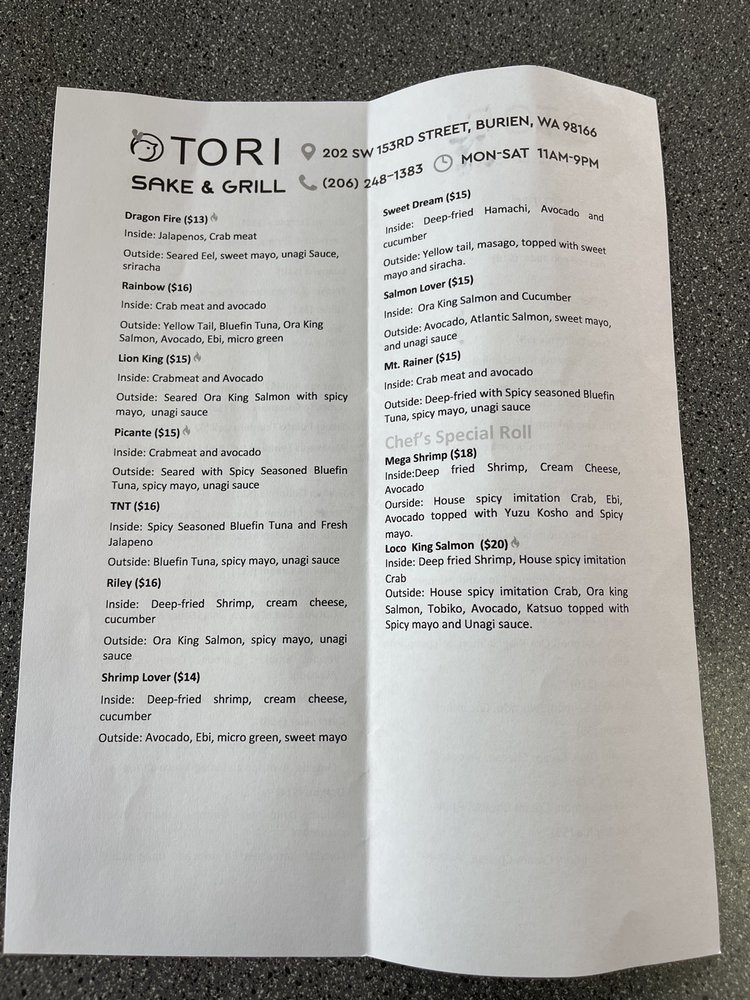 TORI
SAKE & GRILL
202 SW 153RD STREET, BURIEN, WA 98166
(206) 248-1383
MON-SAT 11AM-9PM
Dragon Fire ($13)
Inside: Jalapenos, Crab meat
Outside: Seared Eel, sweet mayo, unagi Sauce,
sriracha
Rainbow ($16)
Inside: Crab meat and avocado
Outside: Yellow Tail, Bluefin Tuna, Ora King
Salmon, Avocado, Ebi, micro green
Lion King ($15)
Inside: Crabmeat and Avocado
Outside: Seared Ora King Salmon with spicy
mayo, unagi sauce
Picante ($15)
Inside: Crabmeat and avocado
Outside: Seared with Spicy Seasoned Bluefin
Tuna, spicy mayo, unagi sauce
TNT ($16)
Inside: Spicy Seasoned Bluefin Tuna and Fresh
Jalapeno
Outside: Bluefin Tuna, spicy mayo, unagi sauce
Riley ($16)
Inside: Deep-fried Shrimp, cream cheese,
cucumber
Outside: Ora King Salmon, spicy mayo, unagi
sauce
Shrimp Lover ($14)
Inside: Deep-fried shrimp, cream cheese,
cucumber
Outside: Avocado, Ebi, micro green, sweet mayo
Sweet Dream ($15)
Inside: Deep-fried Hamachi, Avocado and
cucumber
Outside: Yellow tail, masago, topped with sweet
mayo and siracha.
Salmon Lover ($15)
Inside: Ora King Salmon and Cucumber
Outside: Avocado, Atlantic Salmon, sweet mayo,
and unagi sauce
Mt. Rainer ($15)
Inside: Crab meat and avocado
Outside: Deep-fried with Spicy seasoned Bluefin
Tuna, spicy mayo, unagi sauce
Chef's Special Roll
Mega Shrimp ($18)
Inside:Deep fried Shrimp, Cream Cheese,
Avocado
Ourside: House spicy imitation Crab, Ebi,
Avocado topped with Yuzu Kosho and Spicy
mayo.
Loco King Salmon ($20)
Inside: Deep fried Shrimp, House spicy imitation
Crab
Outside: House spicy imitation Crab, Ora king
Salmon, Tobiko, Avocado, Katsuo topped with
Spicy mayo and Unagi sauce.